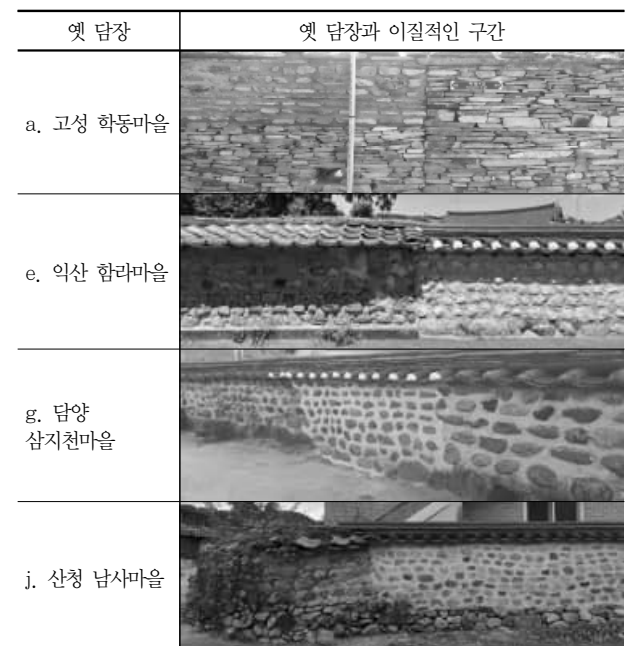 옛 담장
옛 담장과 이질적인 구간
a. 고성 학동마을
e. 익산 함라마을
g. 담양
삼지천마을
j. 산청 남사마을